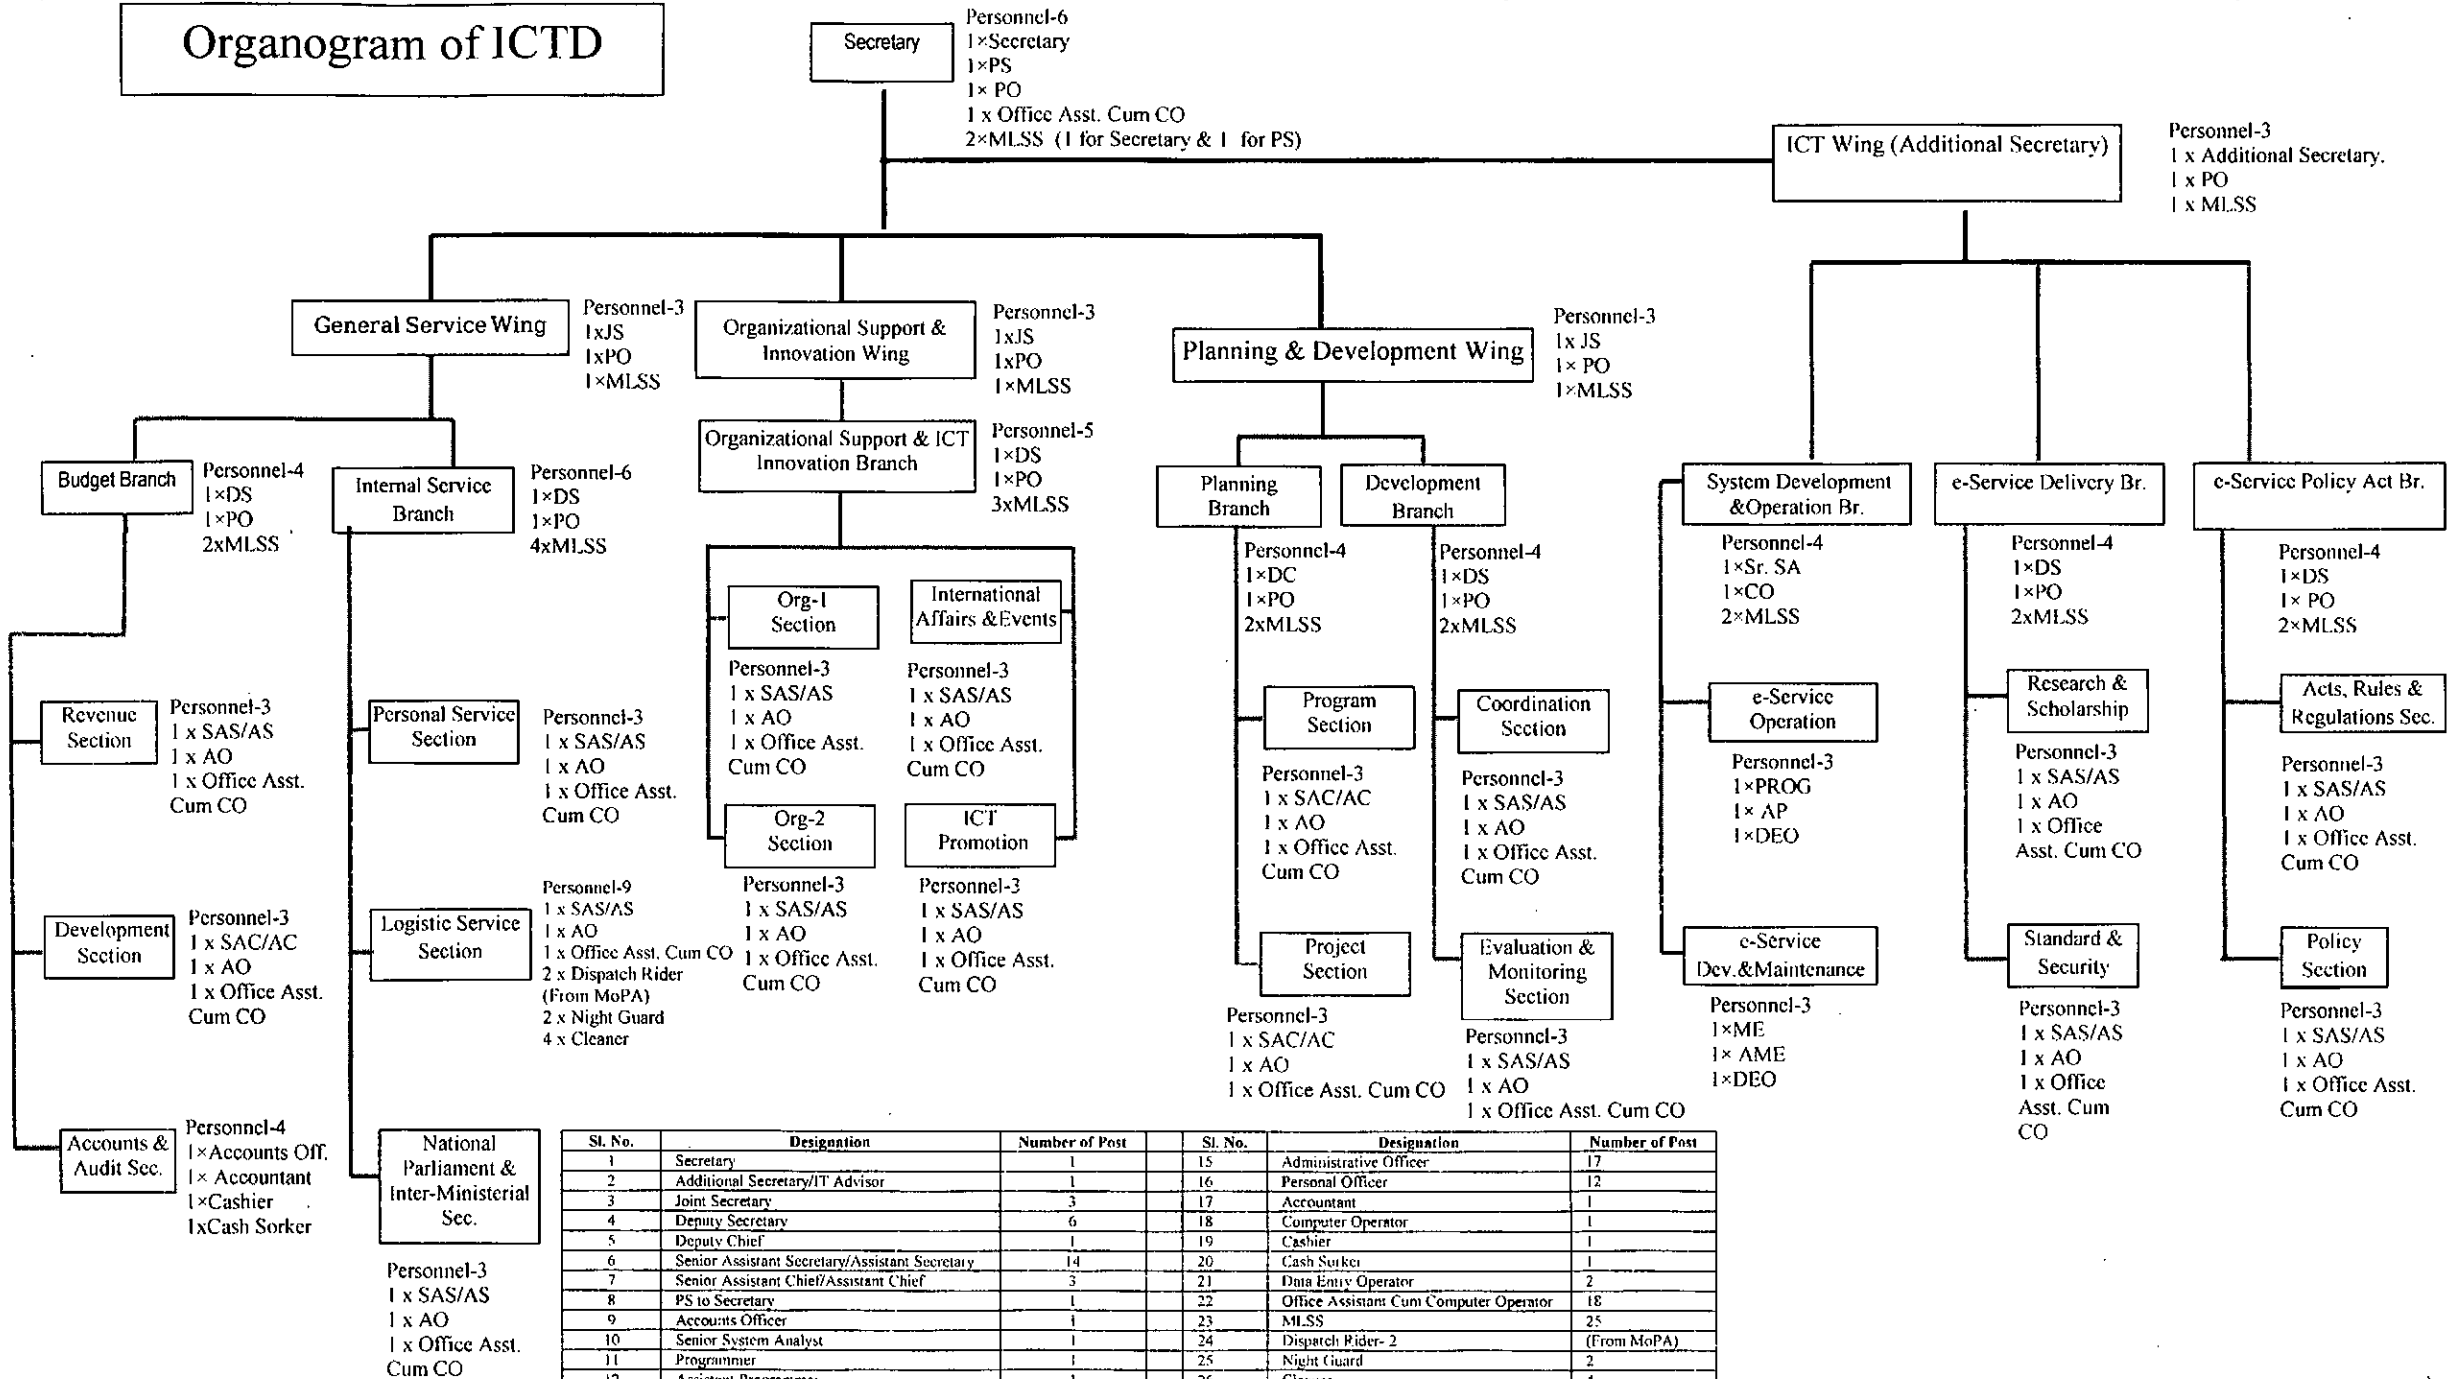 Organogram of ICTD
Secretary
Personnel-6
1×Secretary
1×PS
1× PO
1 x Office Asst. Cum CO
2×MLSS (1 for Secretary & 1 for PS)
ICT Wing (Additional Secretary)
Personnel-3
1 x Additional Secretary.
1 x PO
1 x MLSS
General Service Wing
Personnel-3
1xJS
1xPO
1×MLSS
Organizational Support &
Innovation Wing
Personnel-3
1xJS
1xPO
1×MLSS
Planning & Development Wing
Personnel-3
1x JS
1× PO
1×MLSS
Budget Branch
Personnel-4
1×DS
1×PO
2xMLSS
Internal Service
Branch
Personnel-6
1×DS
1×PO
4xMLSS
Organizational Support & ICT
Innovation Branch
Personnel-5
1×DS
1×PO
3xMLSS
Planning
Branch
Personnel-4
1×DC
1×PO
2xMLSS
Development
Branch
Personnel-4
1×DS
1×PO
2xMLSS
System Development
&Operation Br.
Personnel-4
1×Sr. SA
1×CO
2×MLSS
e-Service Delivery Br.
Personnel-4
1×DS
1×PO
2xMLSS
e-Service Policy Act Br.
Personnel-4
1×DS
1× PO
2×MLSS
Revenue
Section
Personnel-3
1 x SAS/AS
1 x AO
1 x Office Asst.
Cum CO
Personal Service
Section
Personnel-3
1 x SAS/AS
1 x AO
1 x Office Asst.
Cum CO
Org-1
Section
Personnel-3
1 x SAS/AS
1 x AO
1 x Office Asst.
Cum CO
International
Affairs &Events
Personnel-3
1 x SAS/AS
1 x AO
1 x Office Asst.
Cum CO
Program
Section
Personnel-3
1 x SAC/AC
1 x AO
1 x Office Asst.
Cum CO
Coordination
Section
Personnel-3
1 x SAS/AS
1 x AO
1 x Office Asst.
Cum CO
e-Service
Operation
Personnel-3
1×PROG
1× AP
1×DEO
Research &
Scholarship
Personnel-3
1 x SAS/AS
1 x AO
1 x Office
Asst. Cum CO
Acts, Rules &
Regulations Sec.
Personnel-3
1 x SAS/AS
1 x AO
1 x Office Asst.
Cum CO
Development
Section
Personnel-3
1 x SAC/AC
1 x AO
1 x Office Asst.
Cum CO
Logistic Service
Section
Personnel-9
1 x SAS/AS
1 x AO
1 x Office Asst. Cum CO
2 x Dispatch Rider
(From MoPA)
2 x Night Guard
4 x Cleaner
Org-2
Section
Personnel-3
1 x SAS/AS
1 x AO
1 x Office Asst.
Cum CO
ICT
Promotion
Personnel-3
1 x SAS/AS
1 x AO
1 x Office Asst.
Cum CO
Project
Section
Personnel-3
1 x SAC/AC
1 x AO
1 x Office Asst. Cum CO
Evaluation &
Monitoring
Section
Personnel-3
1 x SAS/AS
1 x AO
1 x Office Asst. Cum CO
e-Service
Dev.&Maintenance
Personnel-3
1×ME
1× AME
1×DEO
Standard &
Security
Personnel-3
1 x SAS/AS
1 x AO
1 x Office
Asst. Cum
CO
Policy
Section
Personnel-3
1 x SAS/AS
1 x AO
1 x Office Asst.
Cum CO
Accounts &
Audit Sec.
Personnel-4
1×Accounts Off.
1× Accountant
1×Cashier
1xCash Sorker
National
Parliament &
Inter-Ministerial
Sec.
Personnel-3
1 x SAS/AS
1 x AO
1 x Office Asst.
Cum CO
Sl. No. Designation Number of Post Sl. No. Designation Number of Post
1 Secretary 1 15 Administrative Officer 17
2 Additional Secretary/IT Advisor 1 16 Personal Officer 12
3 Joint Secretary 3 17 Accountant 1
4 Deputy Secretary 6 18 Computer Operator 1
5 Deputy Chief 1 19 Cashier 1
6 Senior Assistant Secretary/Assistant Secretary 14 20 Cash 1
7 Senior Assistant Chief/Assistant Chief 3 21 Data Entry Operator 2
8 PS to Secretary 1 22 Office Assistant Cum Computer Operator 18
9 Accounts Officer 1 23 MLSS 25
10 Senior System Analyst 1 24 Dispatch Rider- 2 (From MoPA)
11 Programmer 1 25 Night Guard 2